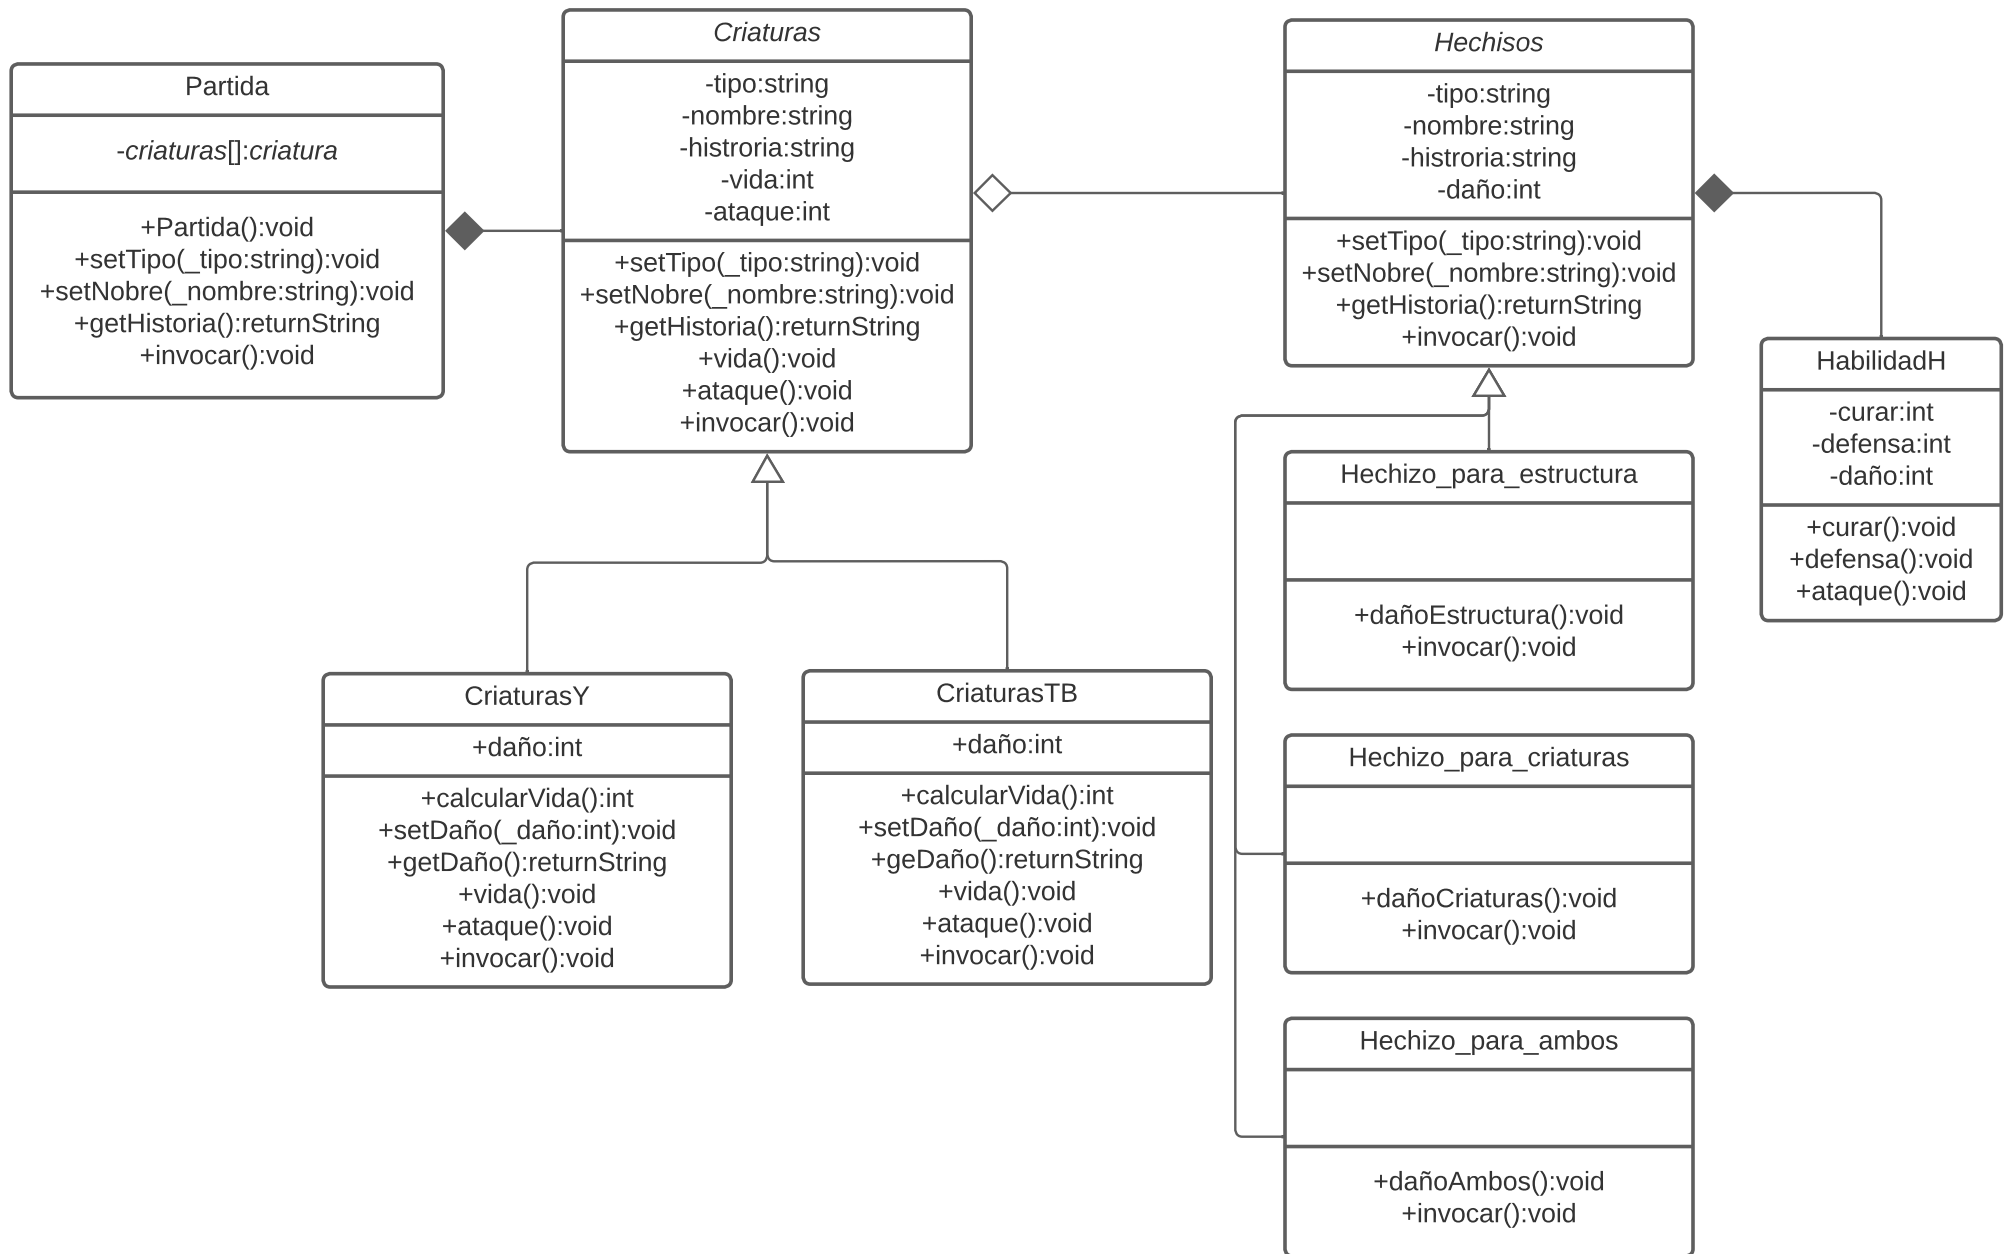 Partida
-criaturas[]:criatura
+Partida():void
+setTipo(_tipo:string):void
+setNobre(_nombre:string):void
+getHistoria():returnString
+invocar():void
Criaturas
-tipo:string
-nombre:string
-histroria:string
-vida:int
-ataque:int
+setTipo(_tipo:string):void
+setNobre(_nombre:string):void
+getHistoria():returnString
+vida():void
+ataque():void
+invocar():void
Hechisos
-tipo:string
-nombre:string
-histroria:string
-daño:int
+setTipo(_tipo:string):void
+setNobre(_nombre:string):void
+getHistoria():returnString
+invocar():void
HabilidadH
-curar:int
-defensa:int
-daño:int
+curar():void
+defensa():void
+ataque():void
CriaturasY
+daño:int
+calcularVida():int
+setDaño(_daño:int):void
+getDaño():returnString
+vida():void
+ataque():void
+invocar():void
CriaturasTB
+daño:int
+calcularVida():int
+setDaño(_daño:int):void
+geDaño():returnString
+vida():void
+ataque():void
+invocar():void
Hechizo_para_estructura
+dañoEstructura():void
+invocar():void
Hechizo_para_criaturas
+dañoCriaturas():void
+invocar():void
Hechizo_para_ambos
+dañoAmbos():void
+invocar():void